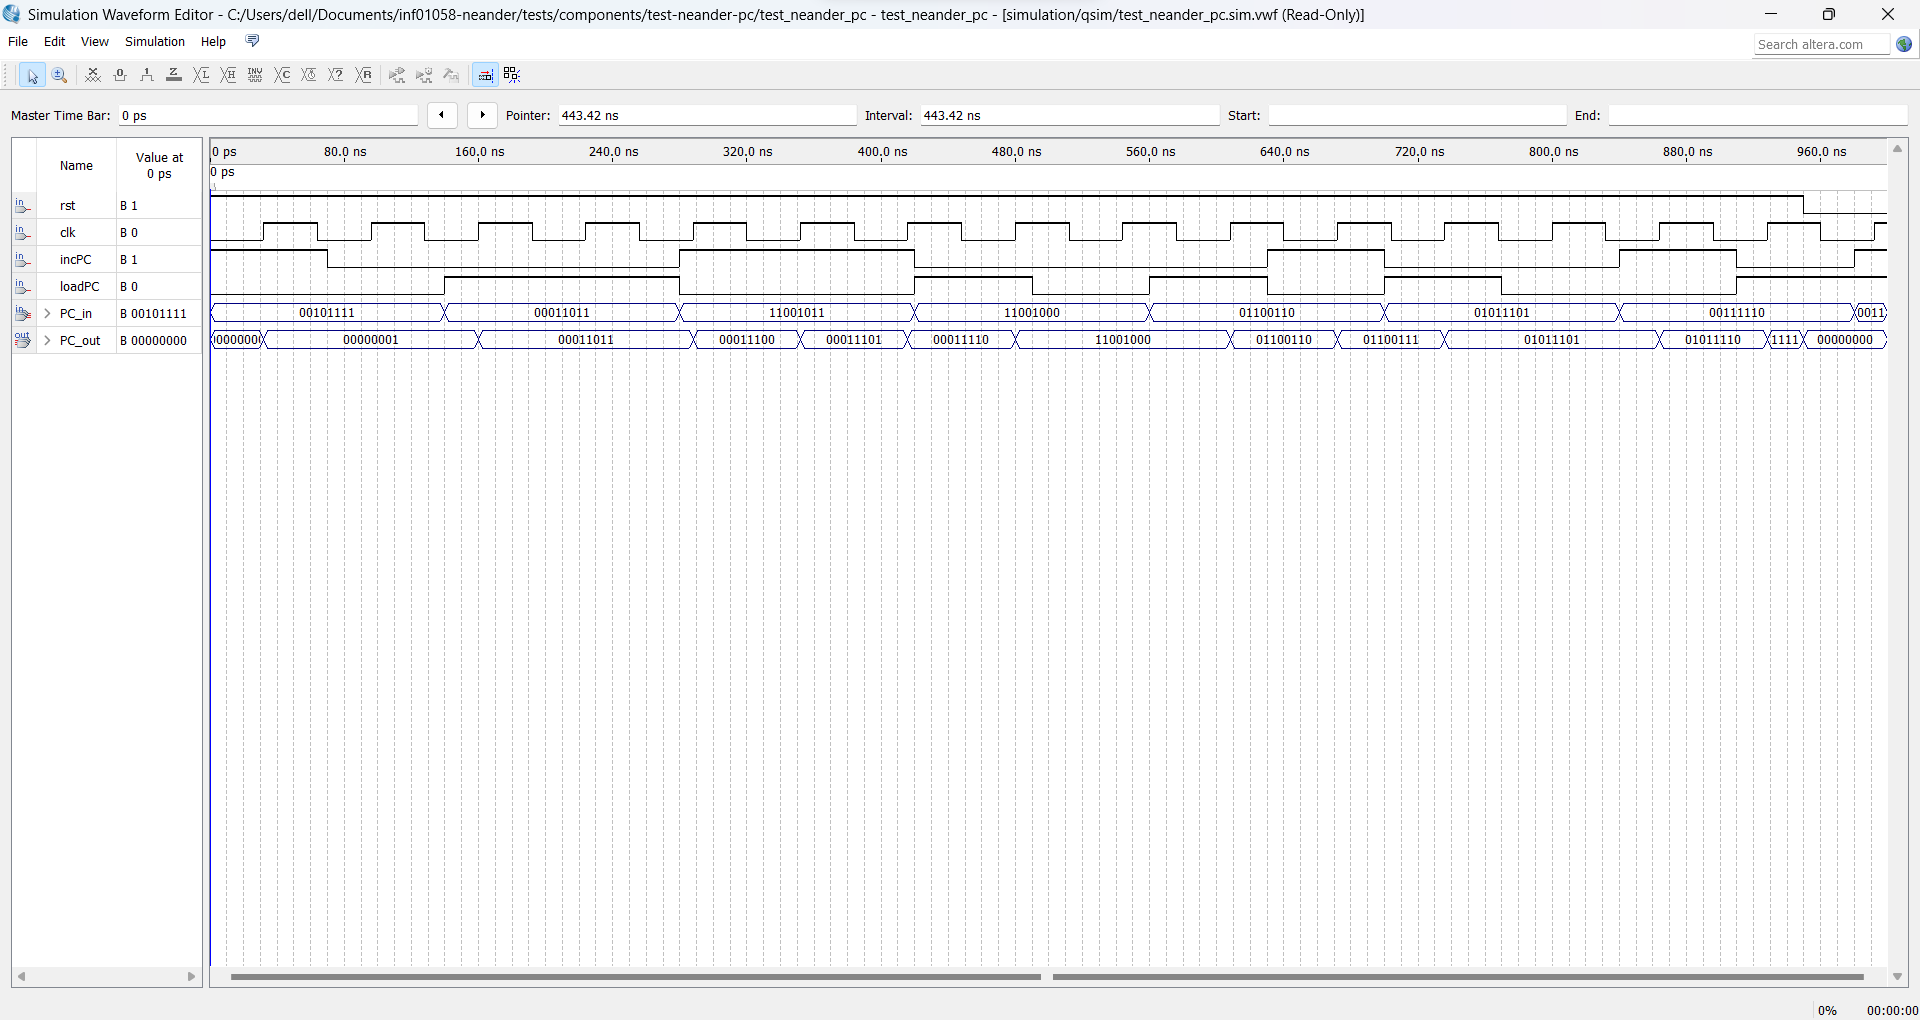 Simulation Waveform Editor - C:/Users/dell/Documents/inf01058-neander/tests/components/test-neander-pc/test_neander_pc - test_neander_pc - [simulation/qsim/test_neander_pc.sim.vwf (Read-Only)]
File Edit View Simulation Help
Search altera.com
Master Time Bar: 0 ps Pointer: 443.42 ns Interval: 443.42 ns Start: End:
Name Value at 0 ps
0 ps 80.0 ns 160.0 ns 240.0 ns 320.0 ns 400.0 ns 480.0 ns 560.0 ns 640.0 ns 720.0 ns 800.0 ns 880.0 ns 960.0 ns
0 ps
in rst B 1
in clk B 0
in incPC B 1
in loadPC B 0
in PC_in B 00101111 00101111 00011011 11001011 11001000 01100110 01011101 00111110 0011
out PC_out B 00000000 0000000 00000001 00011011 00011100 00011101 00011110 11001000 01100110 01100111 01011101 01011110 1111 00000000
0% 00:00:00